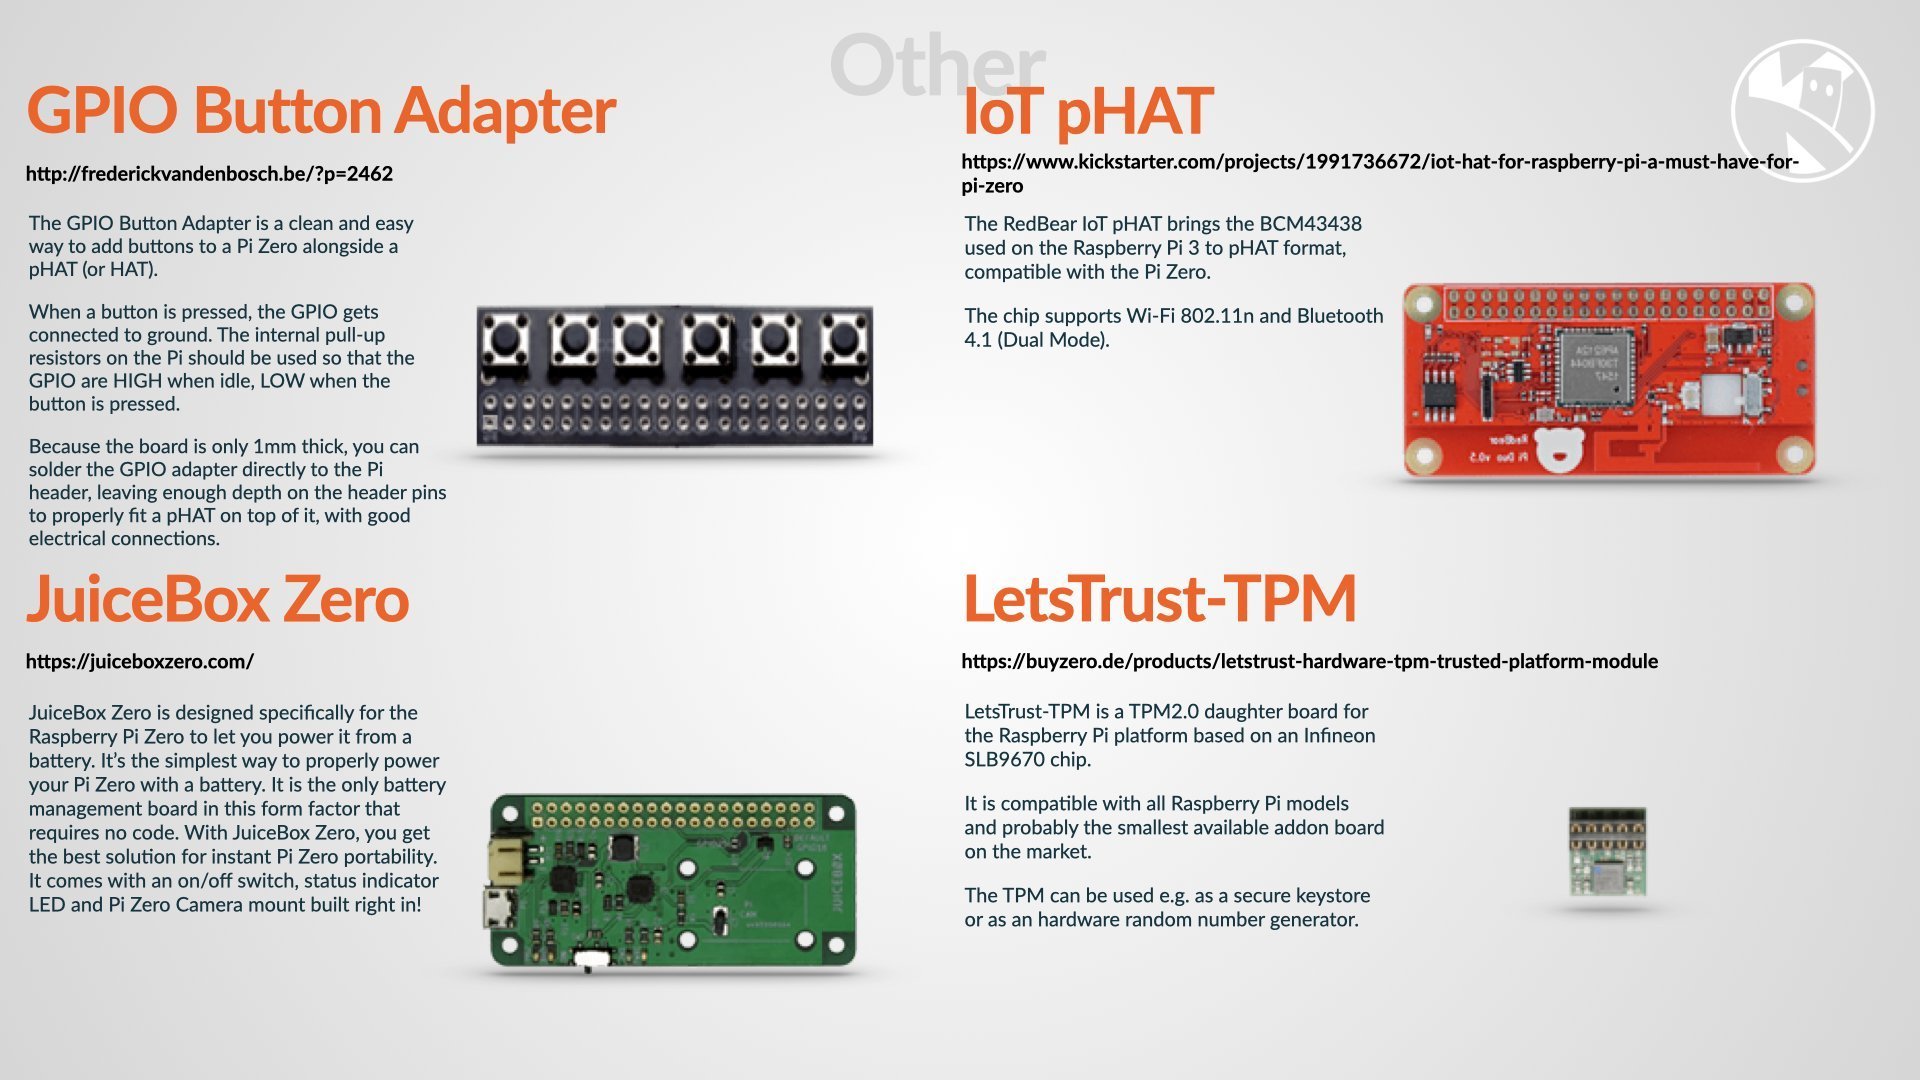 Other
GPIO Button Adapter
http://frederickvandenbosch.be/?p=2462
The GPIO Button Adapter is a clean and easy
way to add buttons to a Pi Zero alongside a
pHAT (or HAT).
When a button is pressed, the GPIO gets
connected to ground. The internal pull-up
resistors on the Pi should be used so that the
GPIO are HIGH when idle, LOW when the
button is pressed.
Because the board is only 1mm thick, you can
solder the GPIO adapter directly to the Pi
header, leaving enough depth on the header pins
to properly fit a pHAT on top of it, with good
electrical connections.
IoT pHAT
https://www.kickstarter.com/projects/1991736672/iot-hat-for-raspberry-pi-a-must-have-for-
pi-zero
The RedBear IoT pHAT brings the BCM43438
used on the Raspberry Pi 3 to pHAT format,
compatible with the Pi Zero.
The chip supports Wi-Fi 802.11n and Bluetooth
4.1 (Dual Mode).
AP6212A
1547
RedBear
Pi Duo v0.5
JuiceBox Zero
https://juiceboxzero.com/
JuiceBox Zero is designed specifically for the
Raspberry Pi Zero to let you power it from a
battery. It's the simplest way to properly power
your Pi Zero with a battery. It is the only battery
management board in this form factor that
requires no code. With JuiceBox Zero, you get
the best solution for instant Pi Zero portability.
It comes with an on/off switch, status indicator
LED and Pi Zero Camera mount built right in!
JUICEBOX
LetsTrust-TPM
https://buyzero.de/products/letstrust-hardware-tpm-trusted-platform-module
LetsTrust-TPM is a TPM2.0 daughter board for
the Raspberry Pi platform based on an Infineon
SLB9670 chip.
It is compatible with all Raspberry Pi models
and probably the smallest available addon board
on the market.
The TPM can be used e.g. as a secure keystore
or as an hardware random number generator.